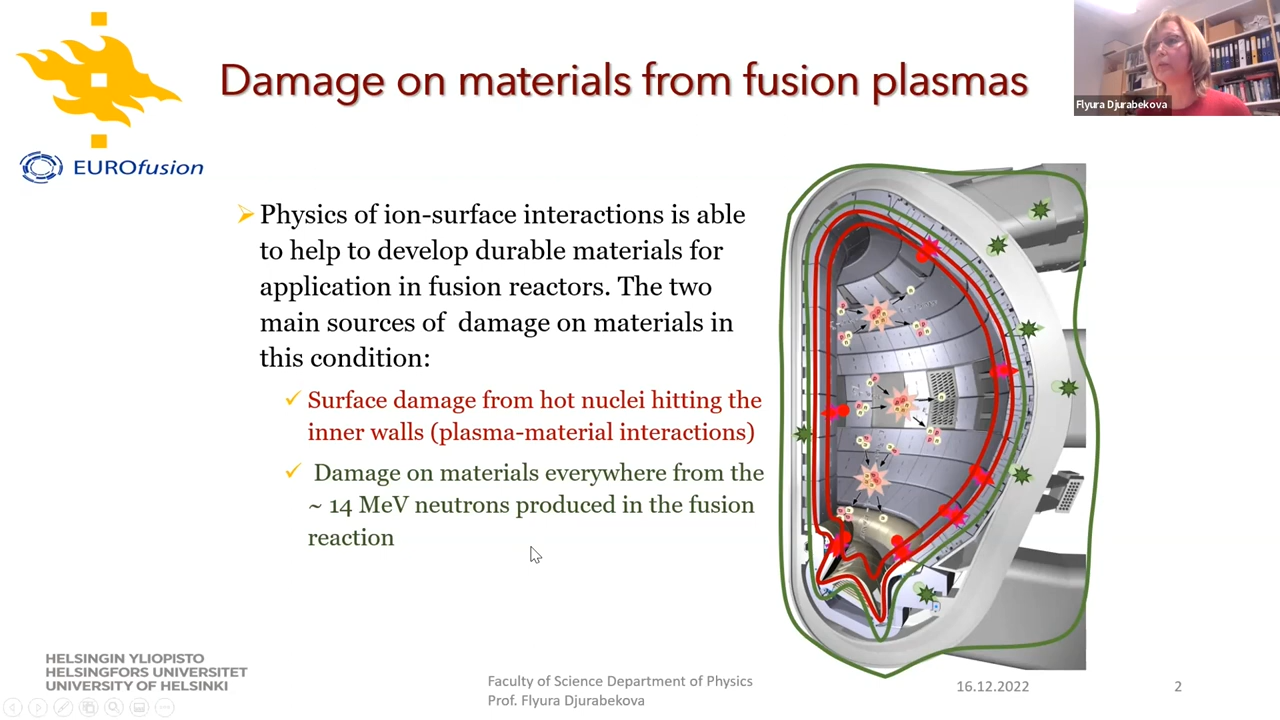 Damage on materials from fusion plasmas
Flyura Djurabekova
EUROfusion
Physics of ion-surface interactions is able
to help to develop durable materials for
application in fusion reactors. The two
main sources of damage on materials in
this condition:
Surface damage from hot nuclei hitting the
inner walls (plasma-material interactions)
Damage on materials everywhere from the
~ 14 MeV neutrons produced in the fusion
reaction
HELSINGIN YLIOPISTO
HELSINGFORS UNIVERSITET
UNIVERSITY OF HELSINKI
Faculty of Science Department of Physics
Prof. Flyura Djurabekova
16.12.2022
2